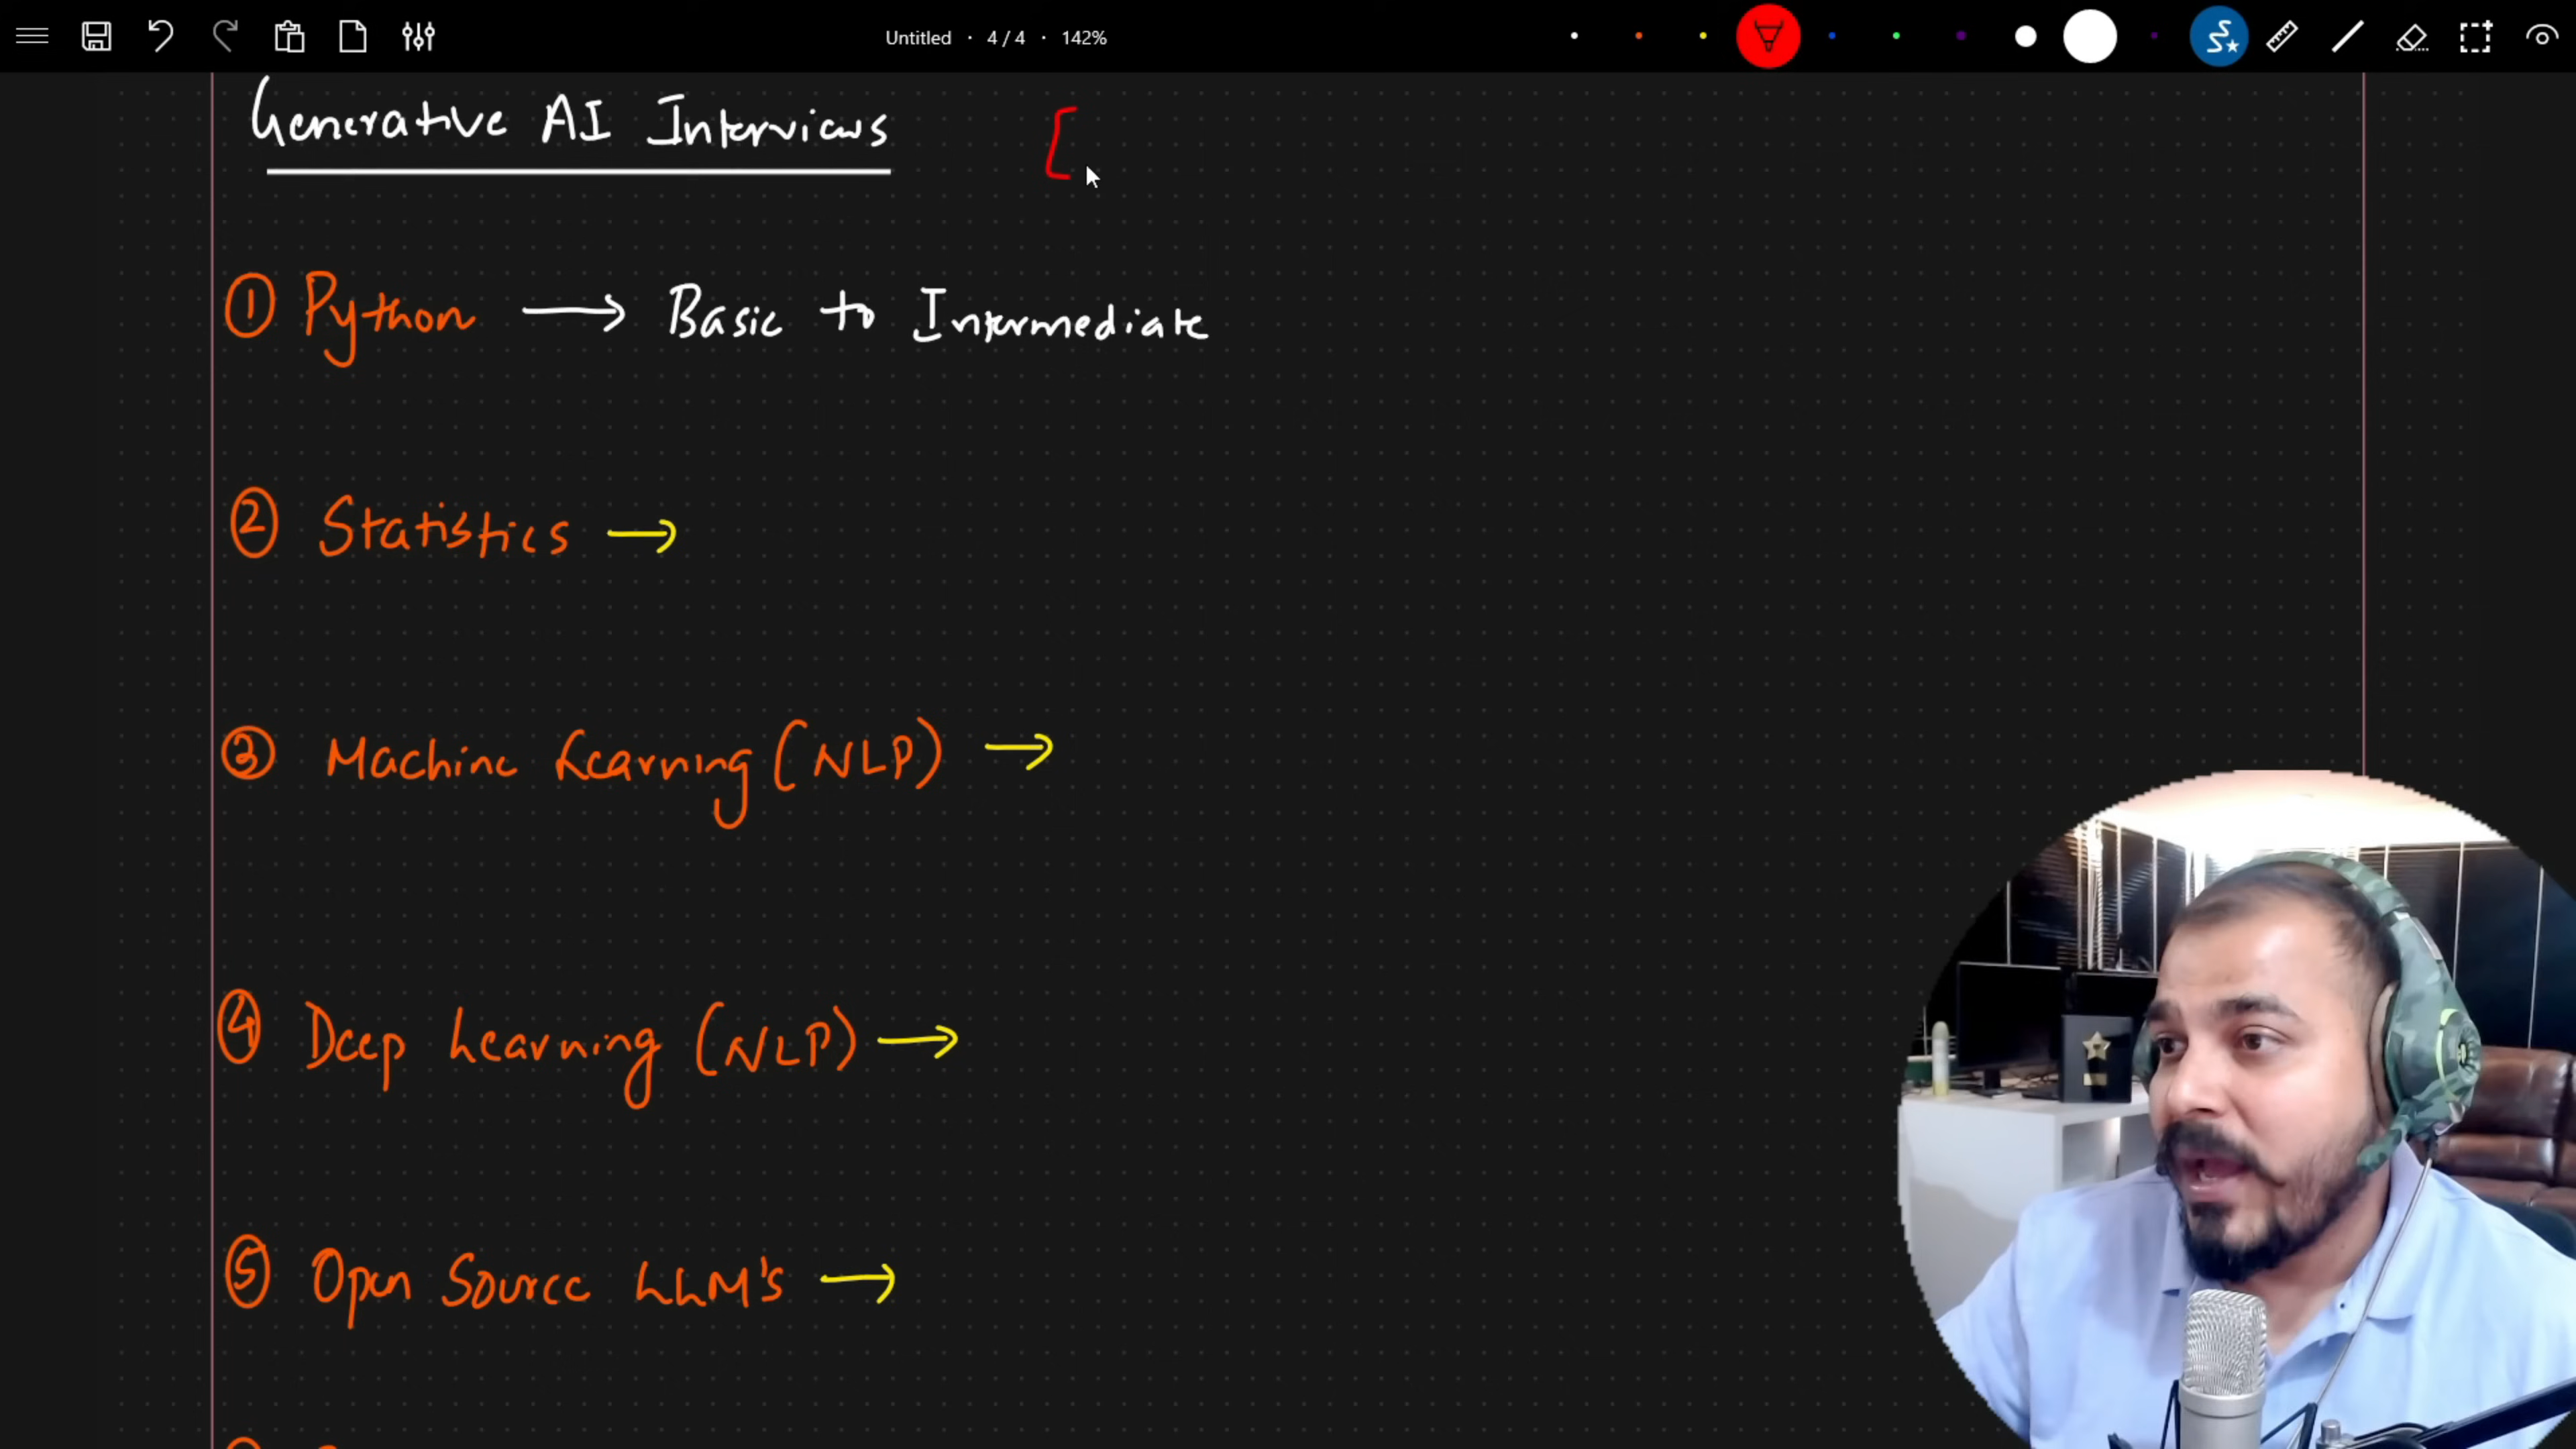 Untitled · 4 / 4 · 142%
Generative AI Interviews [
① Python → Basic to Intermediate
② Statistics →
③ Machine Learning (NLP) →
④ Deep Learning (NLP) →
⑤ Open Source LLM's →